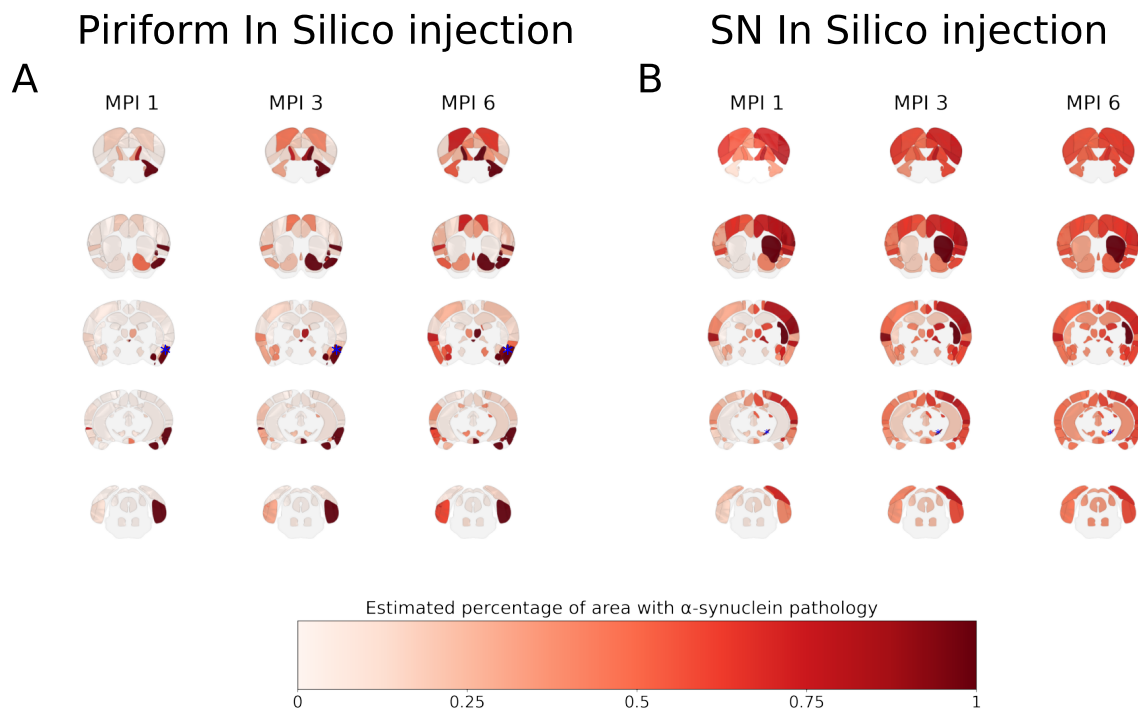 Piriform In Silico injection
SN In Silico injection
A
B
MPI 1
MPI 3
MPI 6
MPI 1
MPI 3
MPI 6
Estimated percentage of area with α-synuclein pathology
0
0.25
0.5
0.75
1